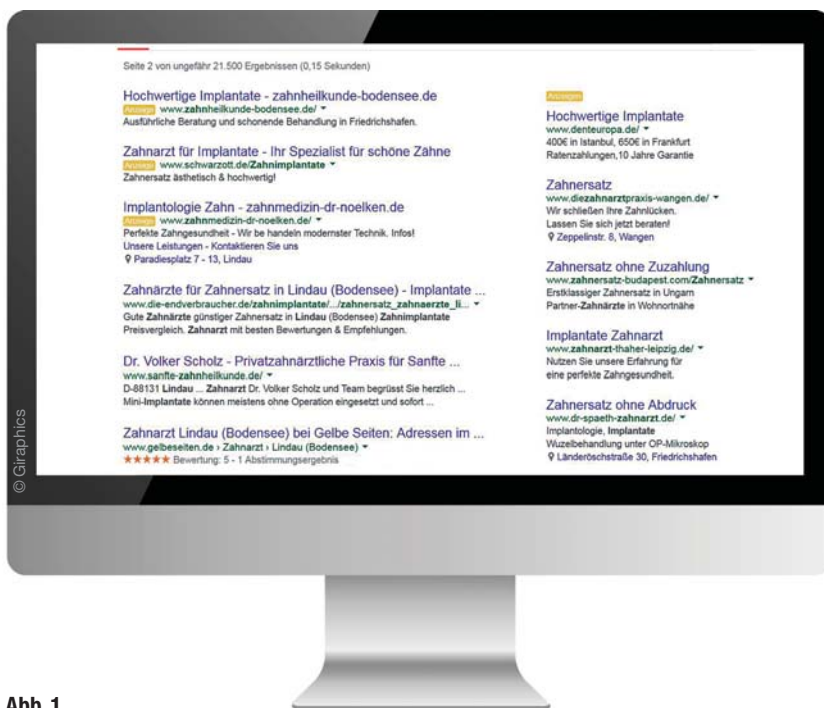 Seite 2 von ungefähr 21.500 Ergebnissen (0,15 Sekunden)
Hochwertige Implantate - zahnheilkunde-bodensee.de
Anzeige www.zahnheilkunde-bodensee.de/
Ausführliche Beratung und schonende Behandlung in Friedrichshafen.
Zahnarzt für Implantate - Ihr Spezialist für schöne Zähne
Anzeige www.schwarzott.de/Zahnimplantate
Zahnersatz ästhetisch & hochwertig!
Implantologie Zahn - zahnmedizin-dr-noelken.de
Anzeige www.zahnmedizin-dr-noelken.de/
Perfekte Zahngesundheit - Wir be handeln modernster Technik. Infos!
Unsere Leistungen - Kontaktieren Sie uns
Paradiesplatz 7 - 13, Lindau
Zahnärzte für Zahnersatz in Lindau (Bodensee) - Implantate ...
www.die-endverbraucher.de/zahnimplantate/.../zahnersatz_zahnaerzte_li...
Gute Zahnärzte günstiger Zahnersatz in Lindau (Bodensee) Zahnimplantate
Preisvergleich. Zahnarzt mit besten Bewertungen & Empfehlungen.
Dr. Volker Scholz - Privatzahnärztliche Praxis für Sanfte ...
www.sanfte-zahnheilkunde.de/
D-88131 Lindau ... Zahnarzt Dr. Volker Scholz und Team begrüsst Sie herzlich ...
Mini-Implantate können meistens ohne Operation eingesetzt und sofort ...
Zahnarzt Lindau (Bodensee) bei Gelbe Seiten: Adressen im ...
www.gelbeseiten.de › Zahnarzt › Lindau (Bodensee)
★★★★★ Bewertung: 5 - 1 Abstimmungsergebnis
Anzeigen
Hochwertige Implantate
www.denteuropa.de/
400€ in Istanbul, 650€ in Frankfurt
Ratenzahlungen,10 Jahre Garantie
Zahnersatz
www.diezahnarztpraxis-wangen.de/
Wir schließen Ihre Zahnlücken.
Lassen Sie sich jetzt beraten!
Zeppelinstr. 8, Wangen
Zahnersatz ohne Zuzahlung
www.zahnersatz-budapest.com/Zahnersatz
Erstklassiger Zahnersatz in Ungarn
Partner-Zahnärzte in Wohnortnähe
Implantate Zahnarzt
www.zahnarzt-thaher-leipzig.de/
Nutzen Sie unsere Erfahrung für
eine perfekte Zahngesundheit.
Zahnersatz ohne Abdruck
www.dr-spaeth-zahnarzt.de/
Implantologie, Implantate
Wuzelbehandlung unter OP-Mikroskop
Länderöschstraße 30, Friedrichshafen
© Giraphics
Abb. 1